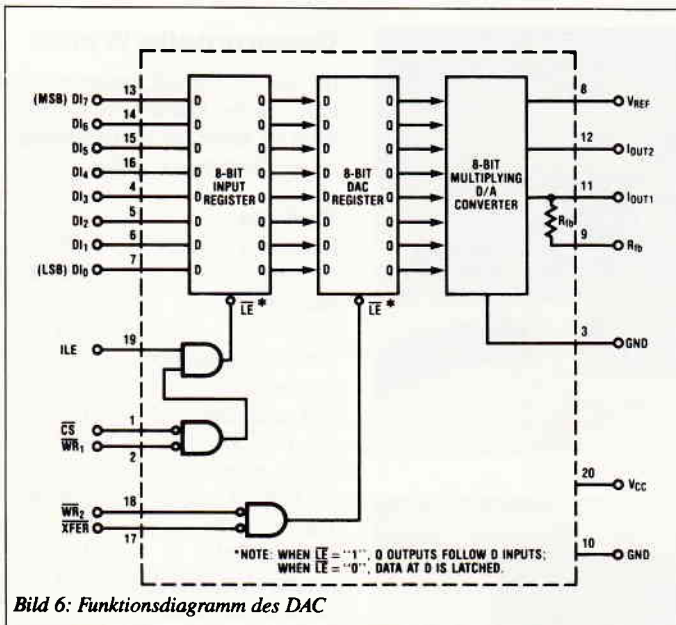 (MSB) DI7 13 D Q 8 VREF
DI6 14 D Q
12 IOUT2
DI5 15 D Q
DI4 16 D Q
8-BIT INPUT REGISTER
8-BIT DAC REGISTER
8-BIT MULTIPLYING D/A CONVERTER
DI3 4 D Q
11 IOUT1
DI2 5 D Q
Rfb
DI1 6 D Q
9 Rfb
(LSB) DI0 7 D Q
LE *
LE *
3 GND
ILE 19
CS 1
WR1 2
20 VCC
WR2 18
XFER 17
10 GND
*NOTE: WHEN LE = "1", Q OUTPUTS FOLLOW D INPUTS;
WHEN LE = "0", DATA AT D IS LATCHED.
Bild 6: Funktionsdiagramm des DAC